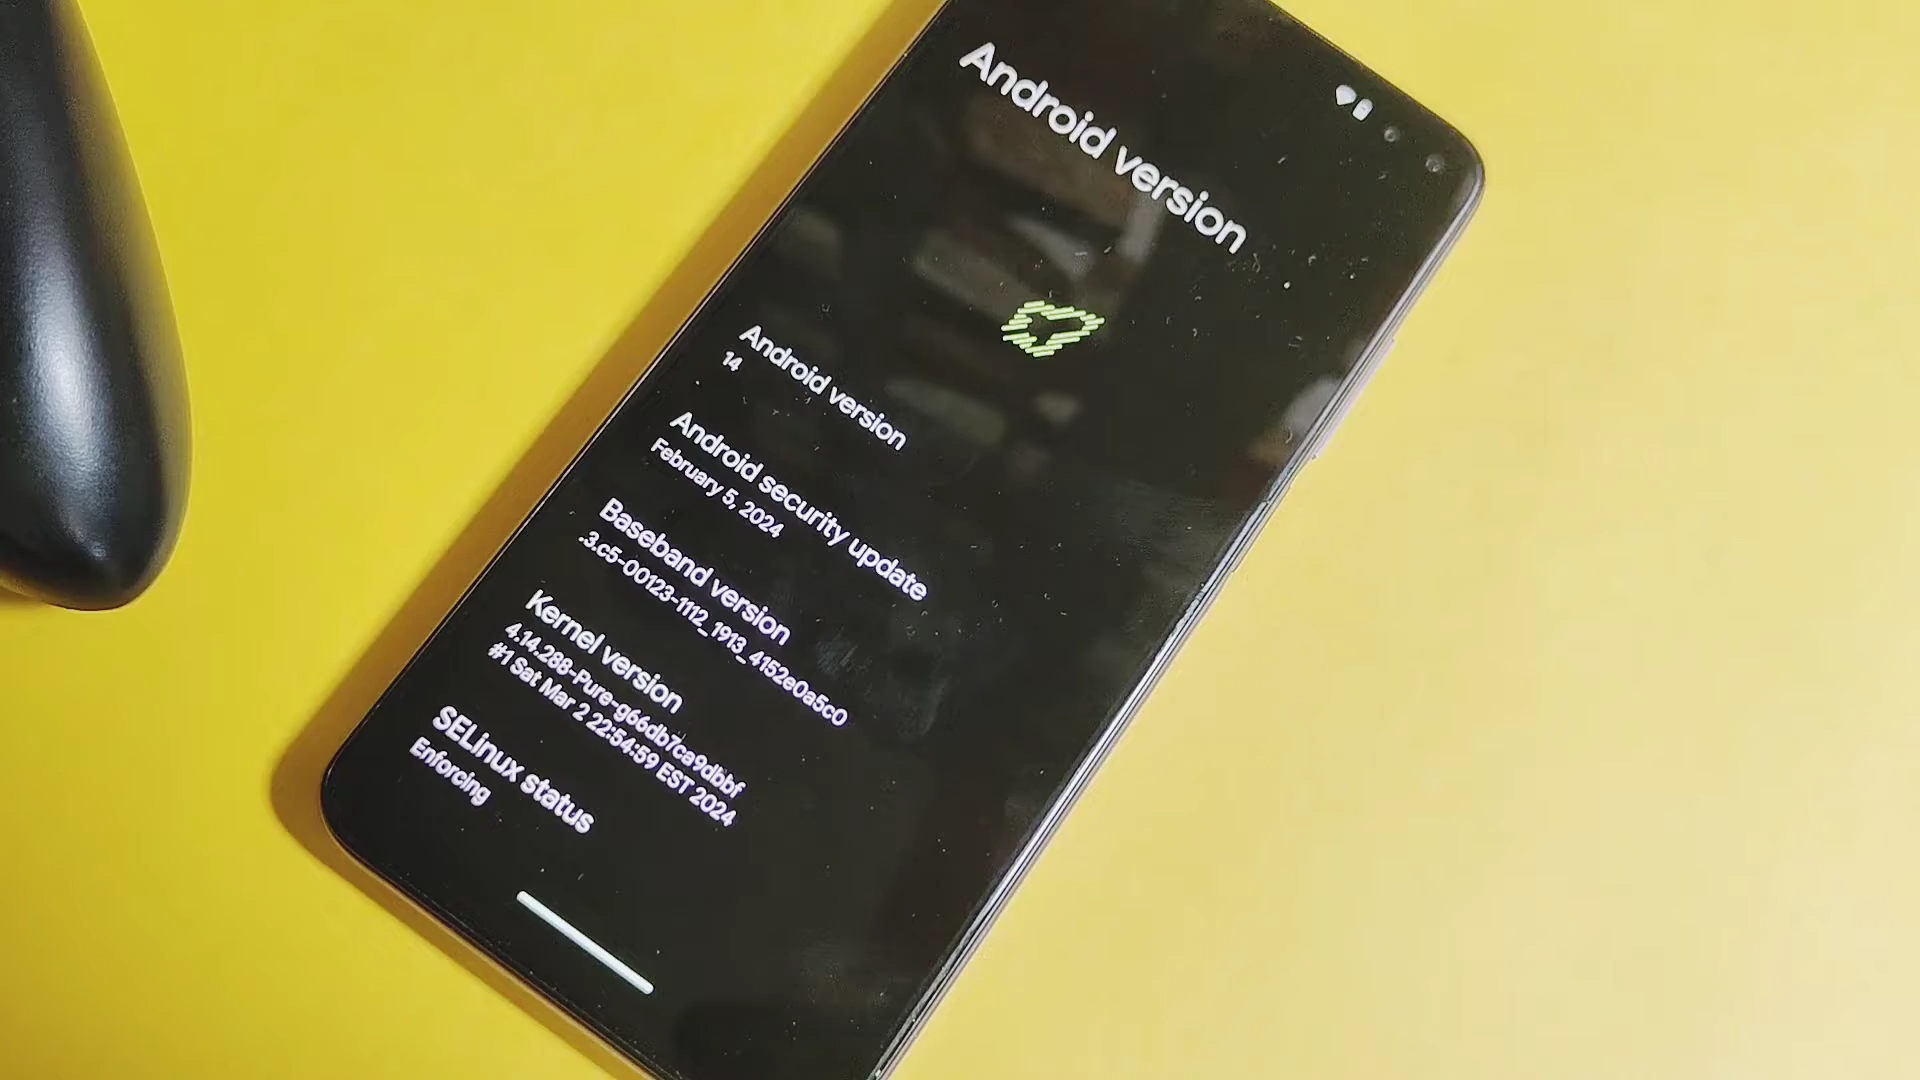 Android version
Android version
14
Android security update
February 5, 2024
Baseband version
.3.c5-00123-1112_1913_4152e0a5c0
Kernel version
4.14.288-Pure-g66db7ca9dbbf
#1 Sat Mar 2 22:54:59 EST 2024
SELinux status
Enforcing